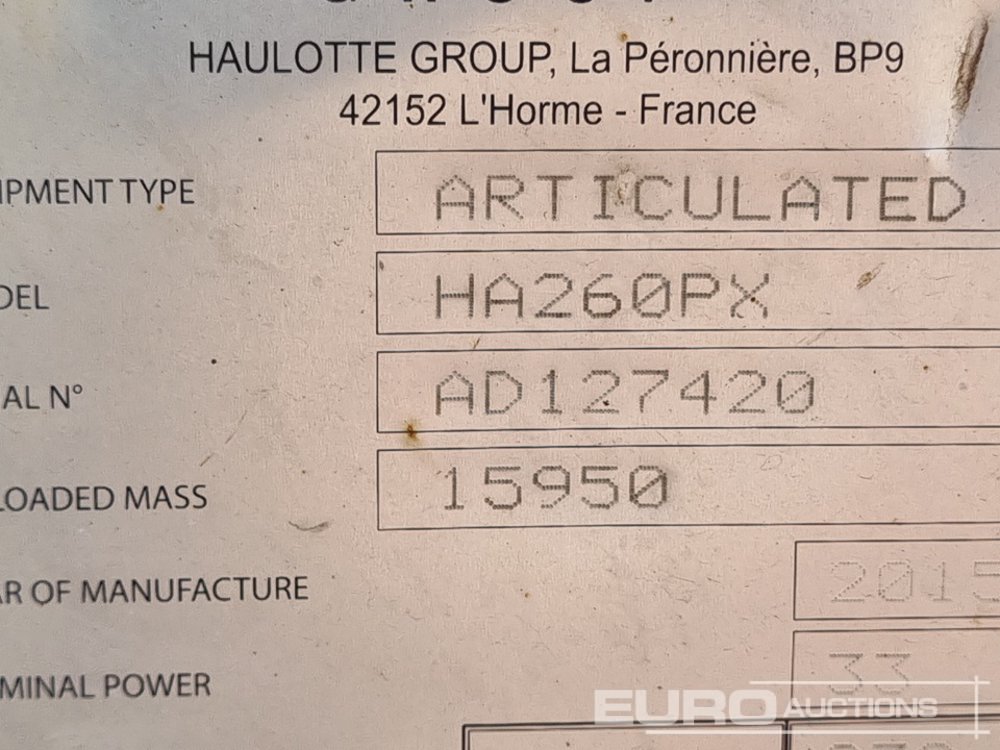 HAULOTTE GROUP, La Péronnière, BP9
42152 L'Horme - France
IPMENT TYPE ARTICULATED
DEL HA260PX
AL N° AD127420
LOADED MASS 15950
AR OF MANUFACTURE 2015
MINAL POWER 33
EURO AUCTIONS